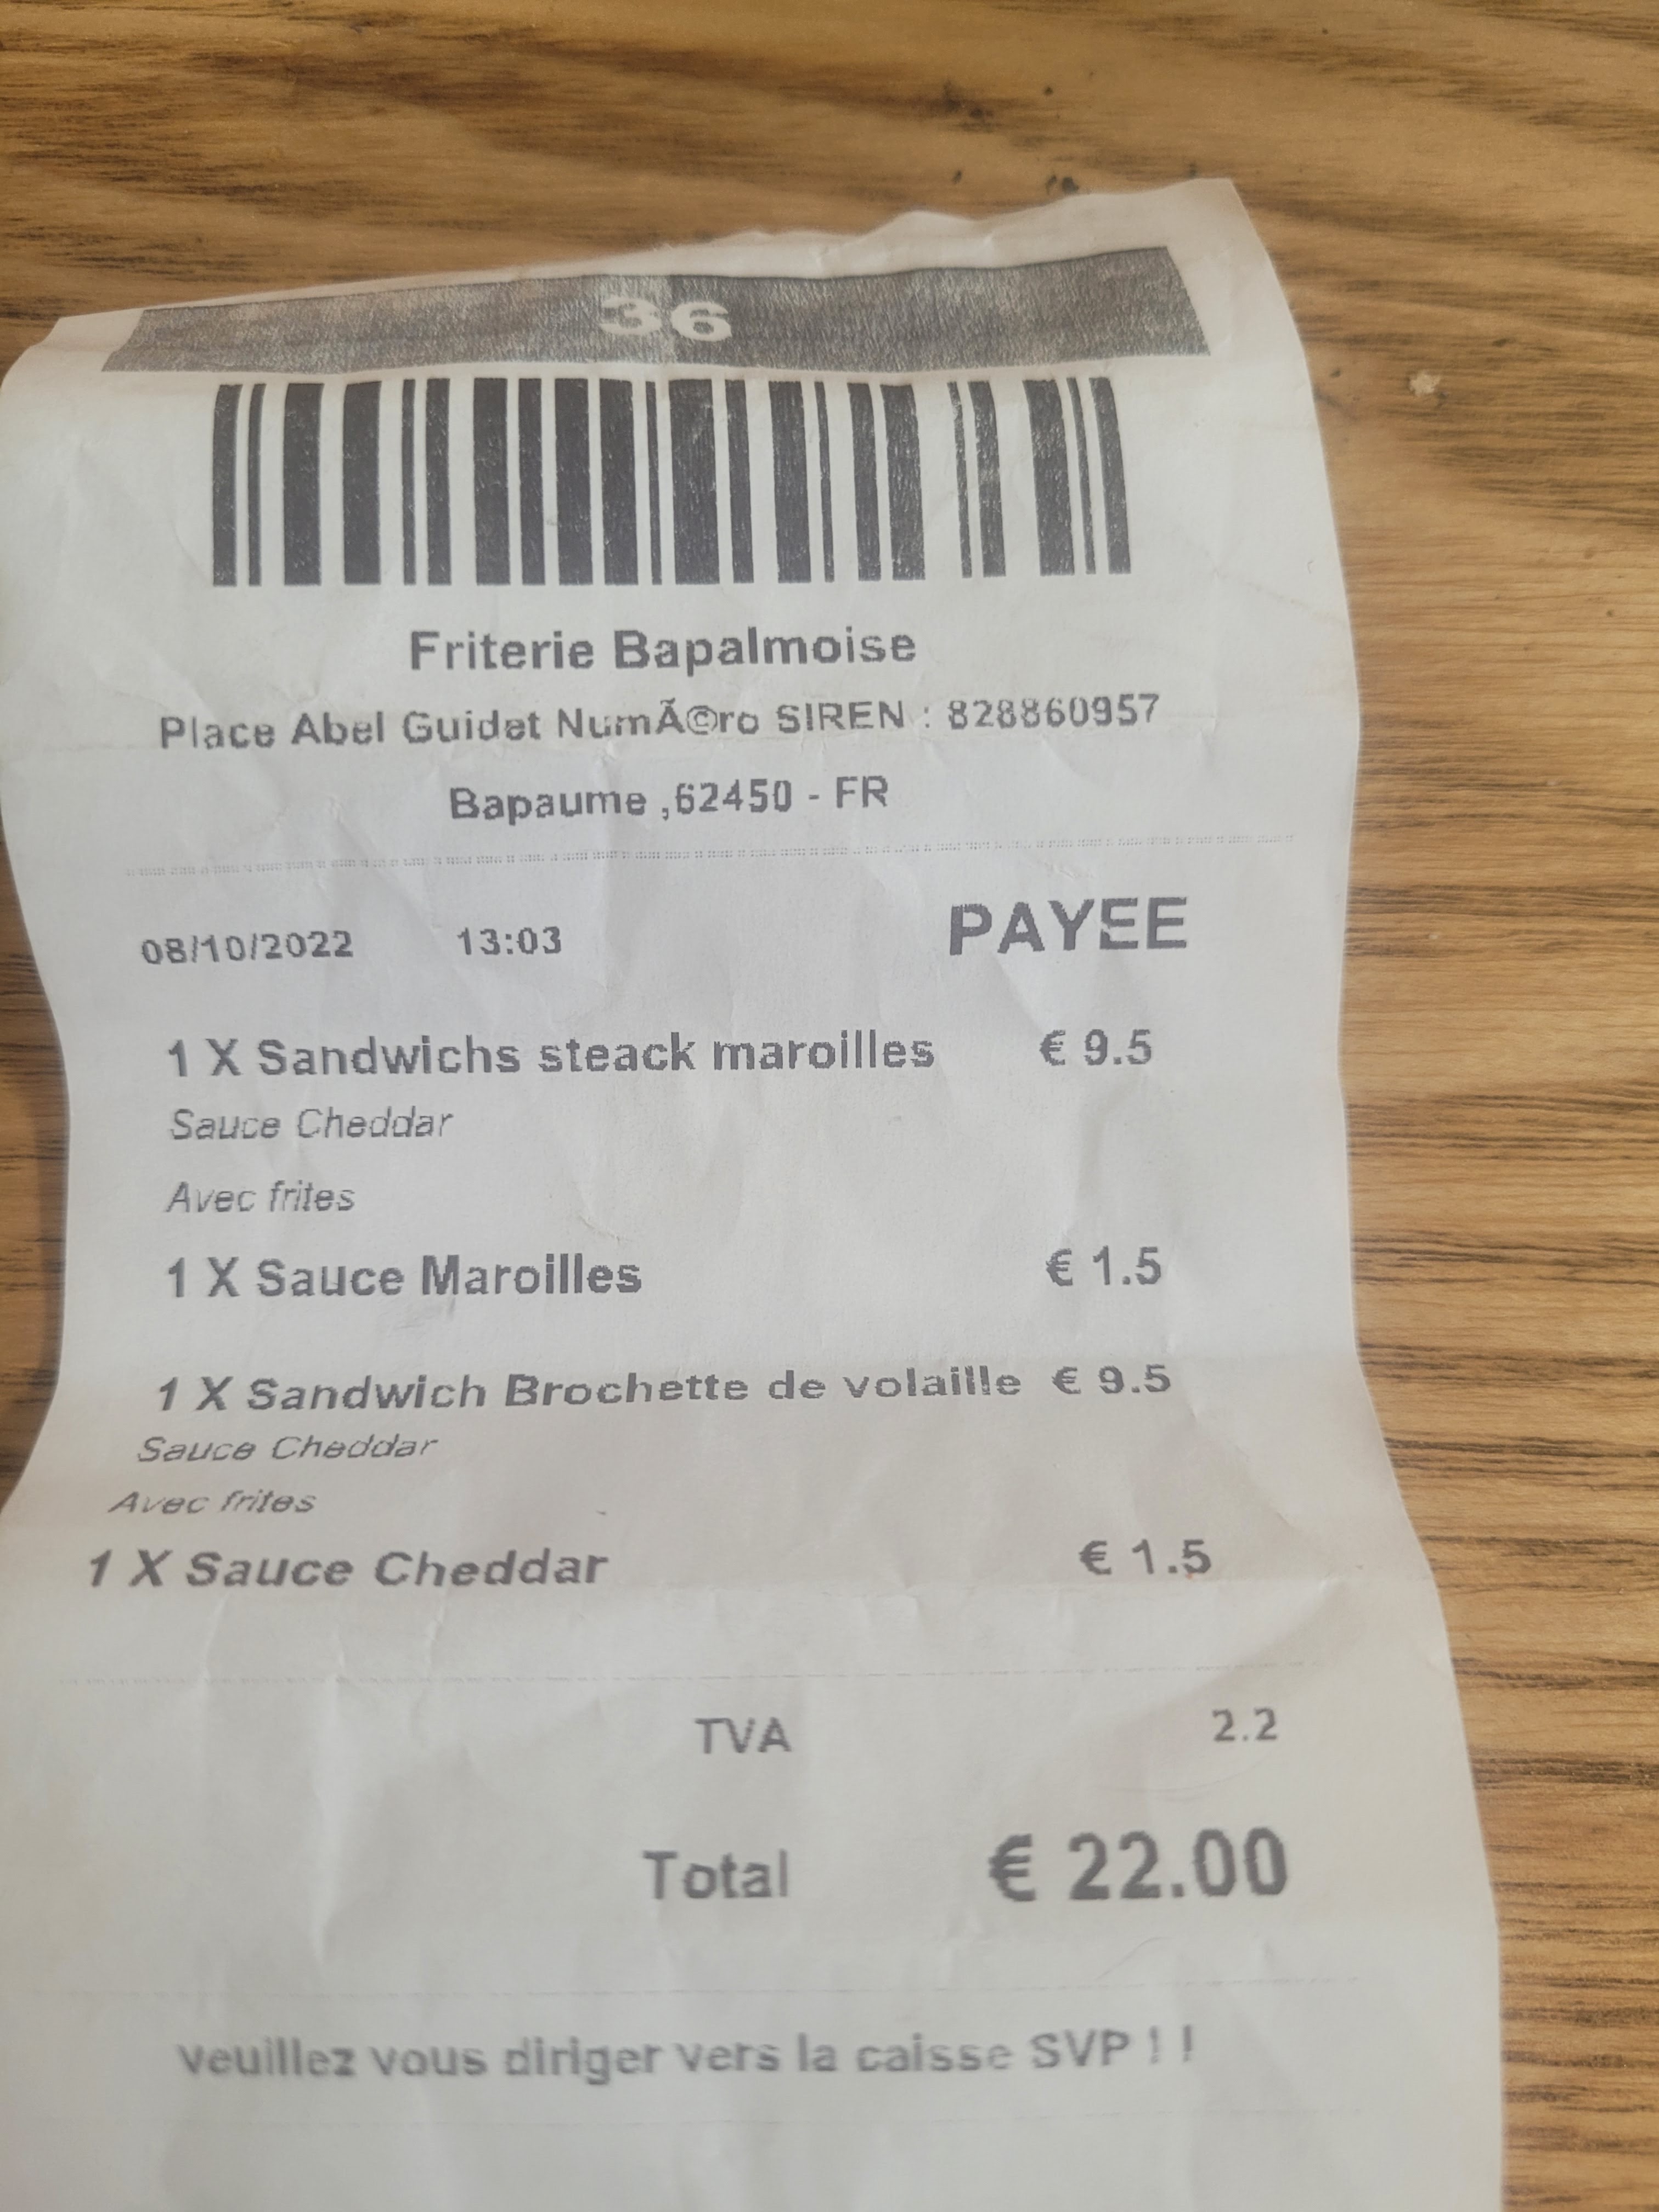 36
Friterie Bapalmoise
Place Abel Guidet NumÃ©ro SIREN : 828860957
Bapaume ,62450 - FR
08/10/2022 13:03 PAYEE
1 X Sandwichs steack maroilles € 9.5
Sauce Cheddar
Avec frites
1 X Sauce Maroilles € 1.5
1 X Sandwich Brochette de volaille € 9.5
Sauce Cheddar
Avec frites
1 X Sauce Cheddar € 1.5
TVA 2.2
Total € 22.00
veuillez vous diriger vers la caisse SVP ! !